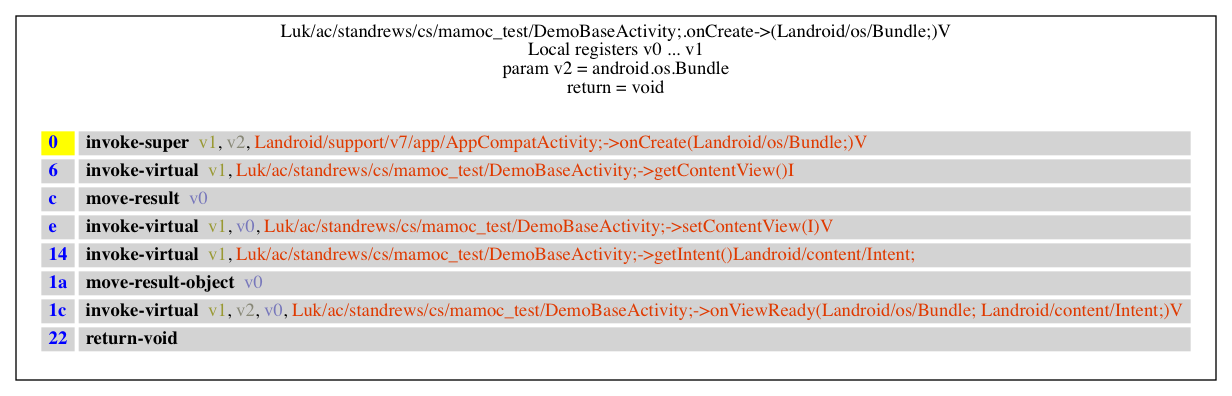 Luk/ac/standrews/cs/mamoc_test/DemoBaseActivity;.onCreate->(Landroid/os/Bundle;)V
Local registers v0 ... v1
param v2 = android.os.Bundle
return = void
0 invoke-super v1, v2, Landroid/support/v7/app/AppCompatActivity;->onCreate(Landroid/os/Bundle;)V
6 invoke-virtual v1, Luk/ac/standrews/cs/mamoc_test/DemoBaseActivity;->getContentView()I
c move-result v0
e invoke-virtual v1, v0, Luk/ac/standrews/cs/mamoc_test/DemoBaseActivity;->setContentView(I)V
14 invoke-virtual v1, Luk/ac/standrews/cs/mamoc_test/DemoBaseActivity;->getIntent()Landroid/content/Intent;
1a move-result-object v0
1c invoke-virtual v1, v2, v0, Luk/ac/standrews/cs/mamoc_test/DemoBaseActivity;->onViewReady(Landroid/os/Bundle; Landroid/content/Intent;)V
22 return-void